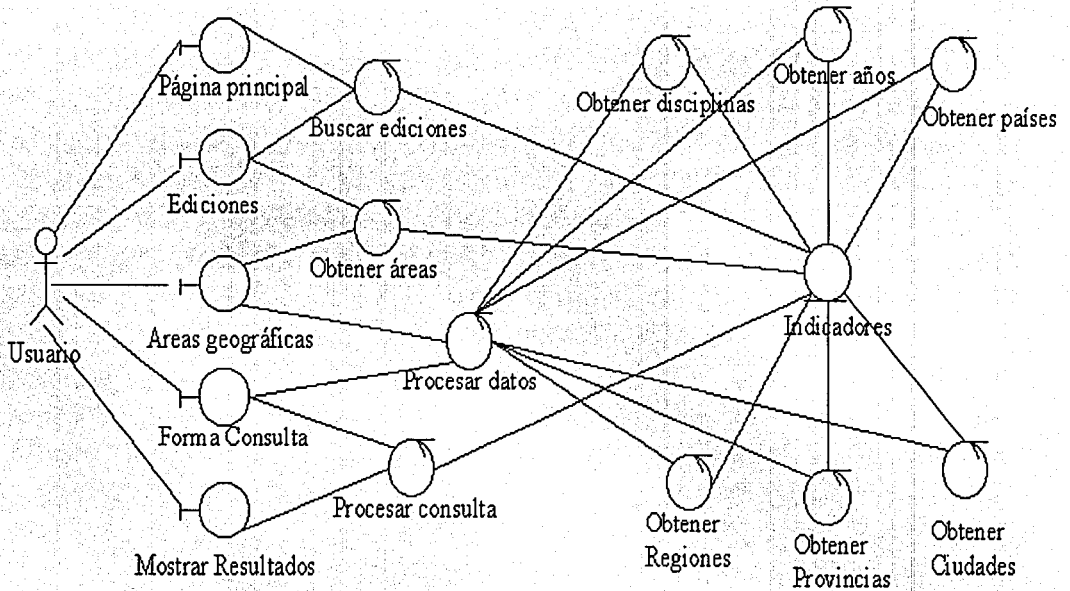 Página principal
Buscar ediciones
Ediciones
Obtener áreas
Areas geográficas
Usuario
Procesar datos
Forma Consulta
Procesar consulta
Mostrar Resultados
Obtener disciplinas
Obtener años
Obtener países
Indicadores
Obtener
Regiones
Obtener
Provincias
Obtener
Ciudades